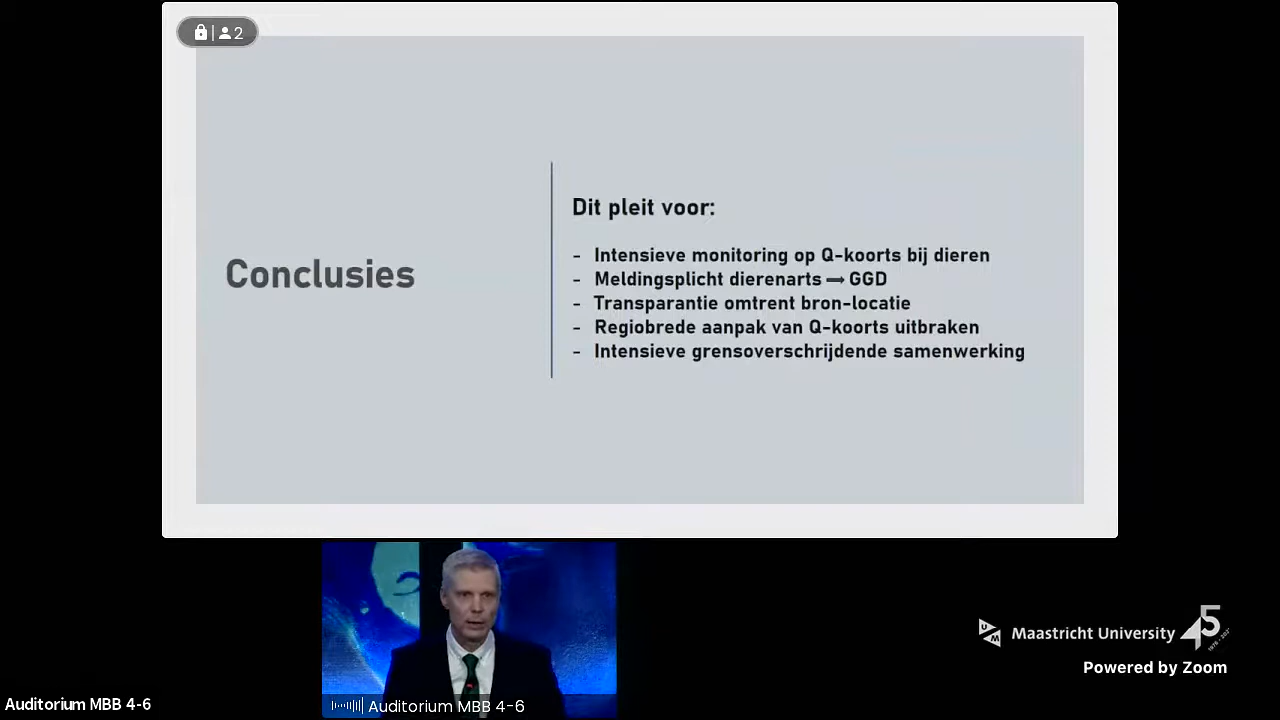 2
Conclusies
Dit pleit voor:
- Intensieve monitoring op Q-koorts bij dieren
- Meldingsplicht dierenarts → GGD
- Transparantie omtrent bron-locatie
- Regiobrede aanpak van Q-koorts uitbraken
- Intensieve grensoverschrijdende samenwerking
Maastricht University 45
Powered by Zoom
Auditorium MBB 4-6
Auditorium MBB 4-6